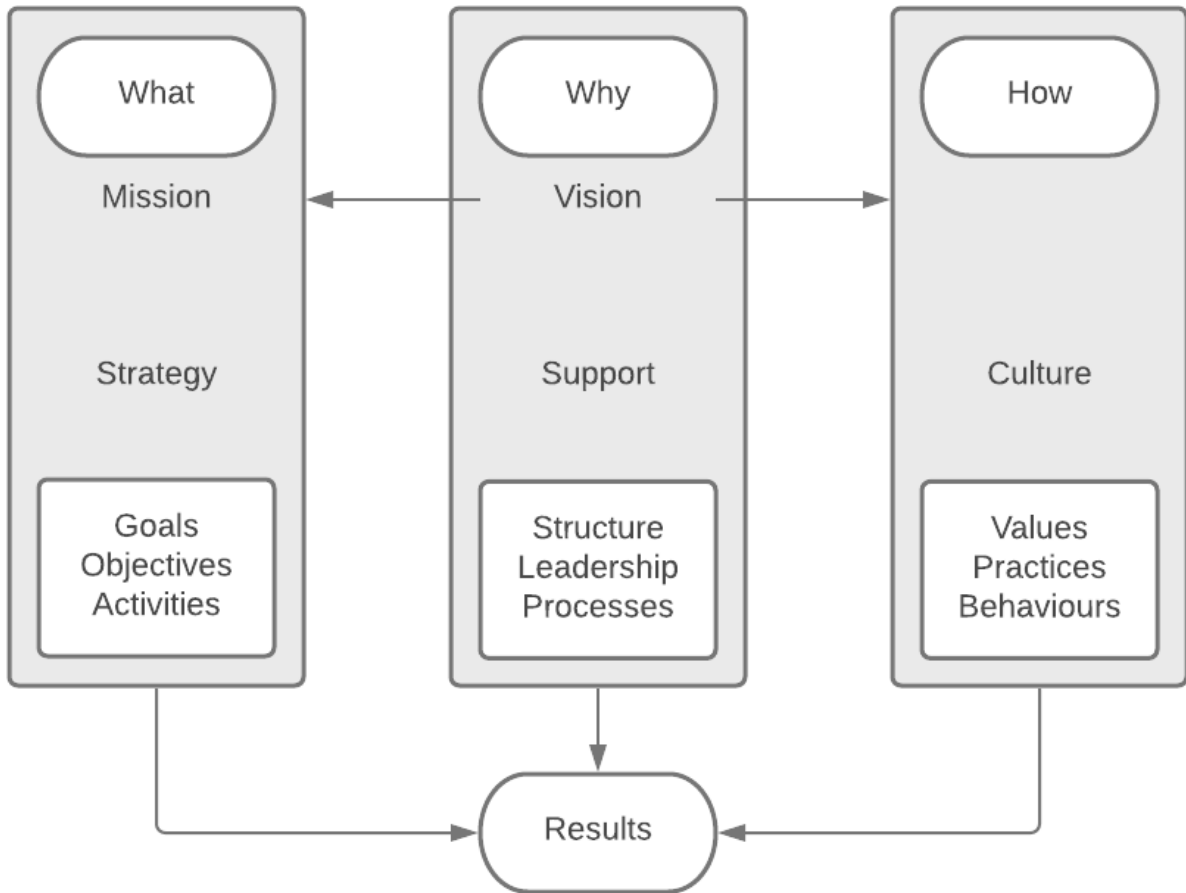 What
Mission
Strategy
Goals
Objectives
Activities
Why
Vision
Support
Structure
Leadership
Processes
How
Culture
Values
Practices
Behaviours
Results